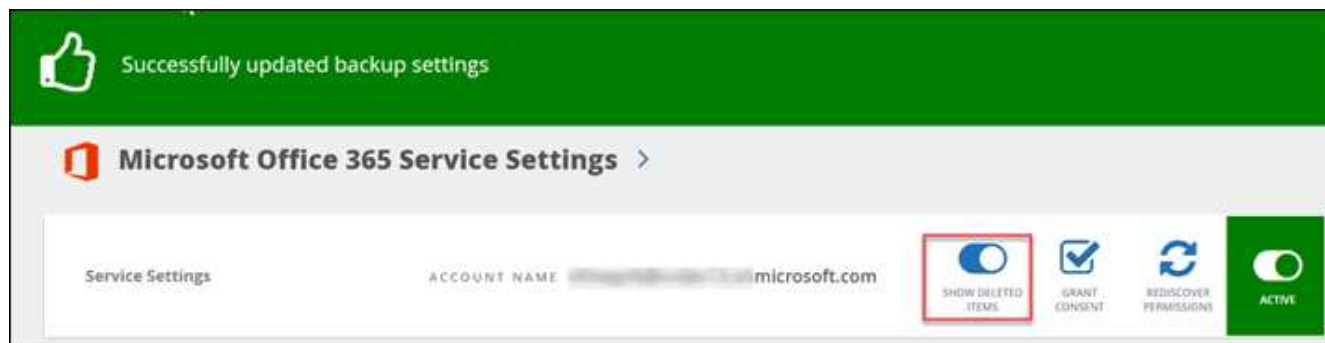 Successfully updated backup settings
Microsoft Office 365 Service Settings >
Service Settings
ACCOUNT NAME
microsoft.com
SHOW DELETED
ITEMS
GRANT
CONSENT
REDISCOVER
PERMISSIONS
ACTIVE